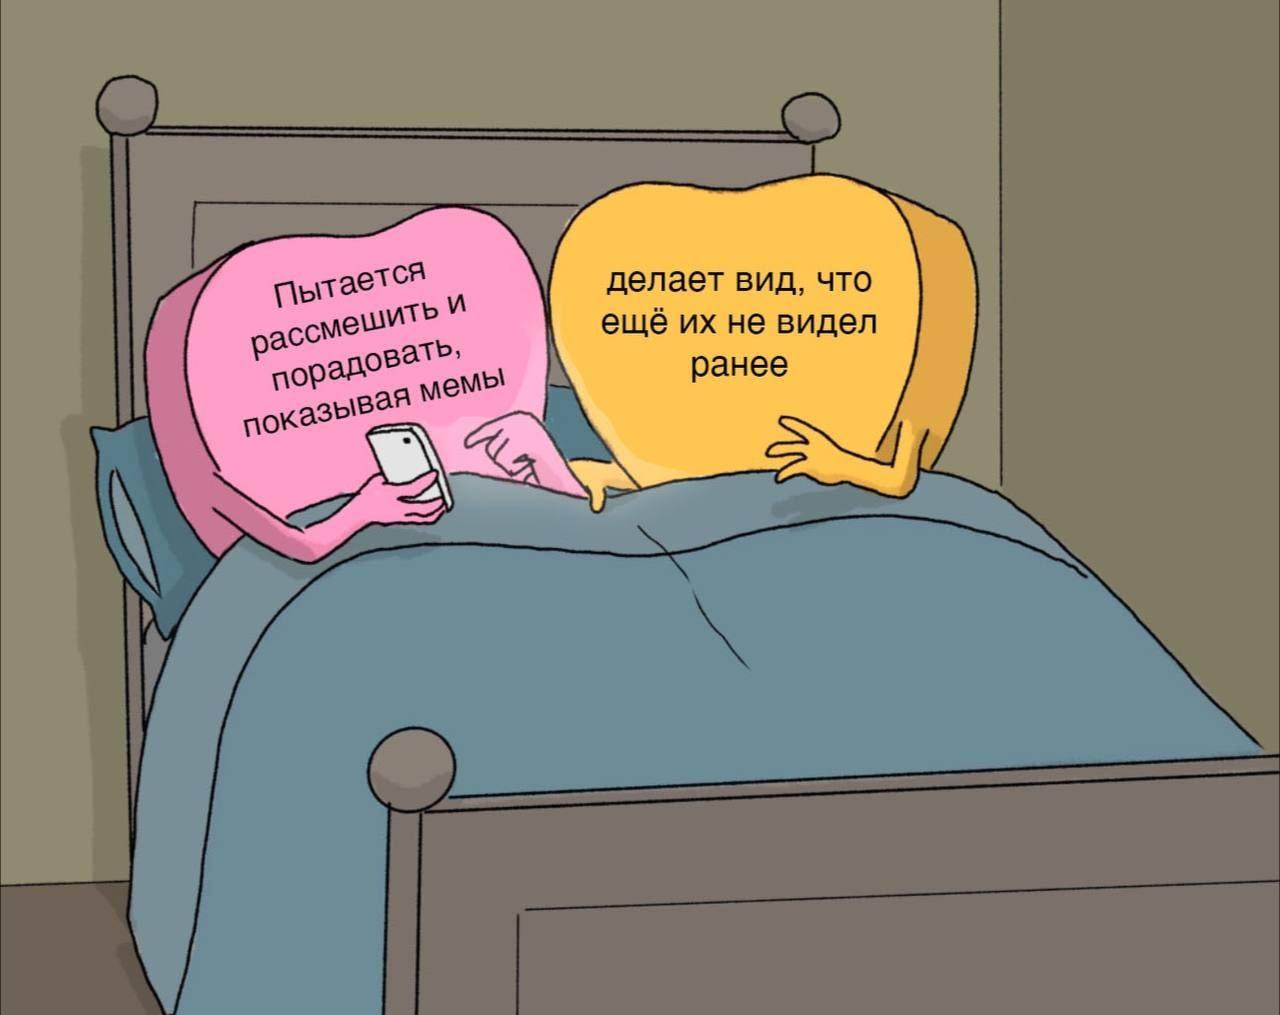 Пытается
рассмешить и
порадовать,
показывая мемы
делает вид, что
ещё их не видел
ранее